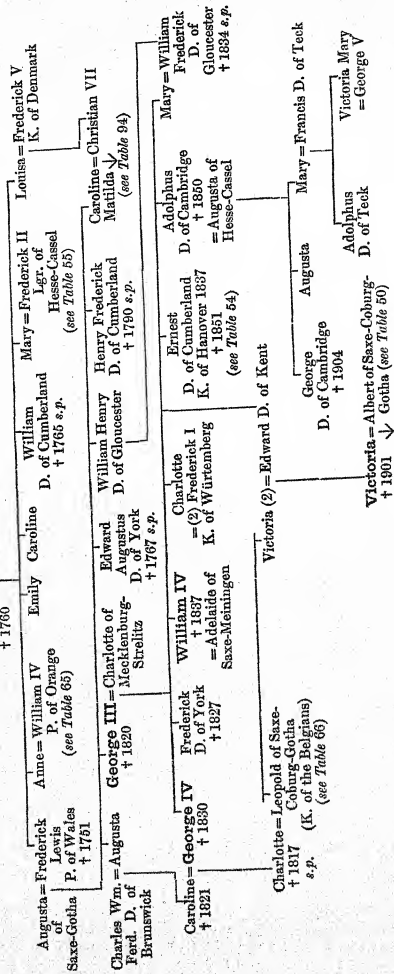 † 1760
Augusta = Frederick
of Lewis
Saxe-Gotha P. of Wales
† 1751
Anne = William IV
P. of Orange
(see Table 65)
Emily
Caroline
William
D. of Cumberland
† 1765 s.p.
Mary = Frederick II
Lgr. of
Hesse-Cassel
(see Table 55)
Louisa = Frederick V
K. of Denmark
Charles Wm. = Augusta
Ferd. D. of
Brunswick
George III = Charlotte of
† 1820 Mecklenburg-
Strelitz
Edward
Augustus
D. of York
† 1767 s.p.
William Henry
D. of Gloucester
Henry Frederick
D. of Cumberland
† 1790 s.p.
Caroline = Christian VII
Matilda
(see Table 94)
Caroline = George IV
† 1821 † 1830
Frederick
D. of York
† 1827
William IV
† 1837
= Adelaide of
Saxe-Meiningen
Charlotte
= (2) Frederick I
K. of Würtemberg
Ernest
D. of Cumberland
K. of Hanover 1837
† 1851
(see Table 54)
Adolphus
D. of Cambridge
† 1850
= Augusta of
Hesse-Cassel
Mary = William
Frederick
D. of
Gloucester
† 1834 s.p.
Charlotte = Leopold of Saxe-
† 1817 Coburg-Gotha
s.p. (K. of the Belgians)
(see Table 66)
Victoria (2) = Edward D. of Kent
George
D. of Cambridge
† 1904
Augusta
Mary = Francis D. of Teck
Victoria = Albert of Saxe-Coburg-
† 1901 Gotha (see Table 50)
Adolphus
D. of Teck
Victoria Mary
= George V